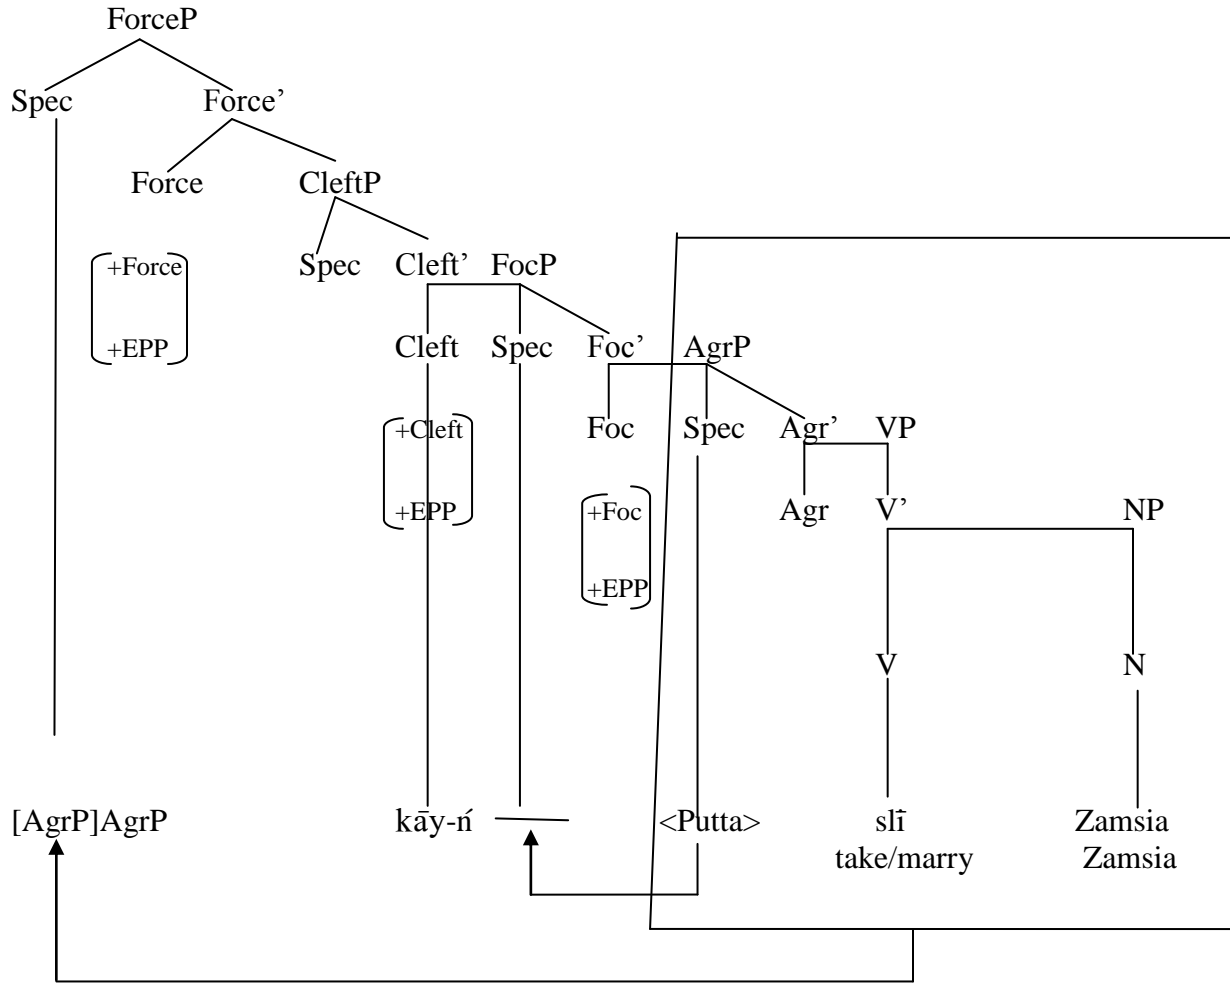 ForceP
Spec Force’
Force CleftP
+Force Spec Cleft’ FocP
+EPP Cleft Spec Foc’ AgrP
+Cleft Foc Spec Agr’ VP
+EPP +Foc Agr V’ NP
+EPP
V N
[AgrP]AgrP kāy-ń <Putta> slī Zamsia
take/marry Zamsia